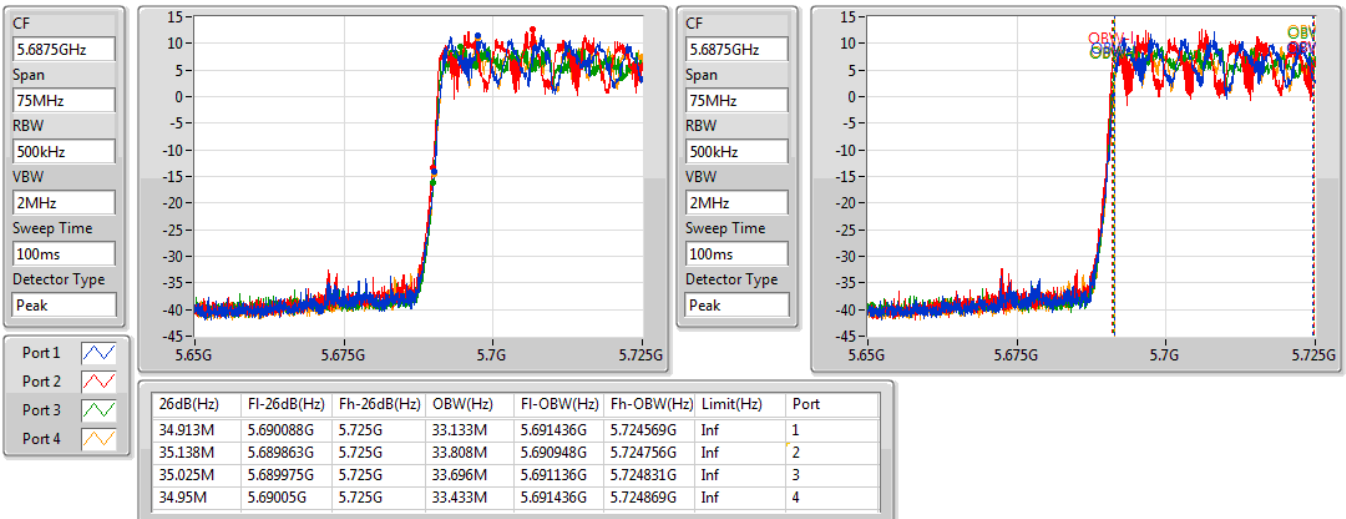 CF
5.6875GHz
Span
75MHz
RBW
500kHz
VBW
2MHz
Sweep Time
100ms
Detector Type
Peak
15
10
5
0
-5
-10
-15
-20
-25
-30
-35
-40
-45
5.65G 5.675G 5.7G 5.725G
CF
5.6875GHz
Span
75MHz
RBW
500kHz
VBW
2MHz
Sweep Time
100ms
Detector Type
Peak
15
10
5
0
-5
-10
-15
-20
-25
-30
-35
-40
-45
OBW
5.65G 5.675G 5.7G 5.725G
Port 1
Port 2
Port 3
Port 4
26dB(Hz) Fl-26dB(Hz) Fh-26dB(Hz) OBW(Hz) Fl-OBW(Hz) Fh-OBW(Hz) Limit(Hz) Port
34.913M 5.690088G 5.725G 33.133M 5.691436G 5.724569G Inf 1
35.138M 5.689863G 5.725G 33.808M 5.690948G 5.724756G Inf 2
35.025M 5.689975G 5.725G 33.696M 5.691136G 5.724831G Inf 3
34.95M 5.69005G 5.725G 33.433M 5.691436G 5.724869G Inf 4